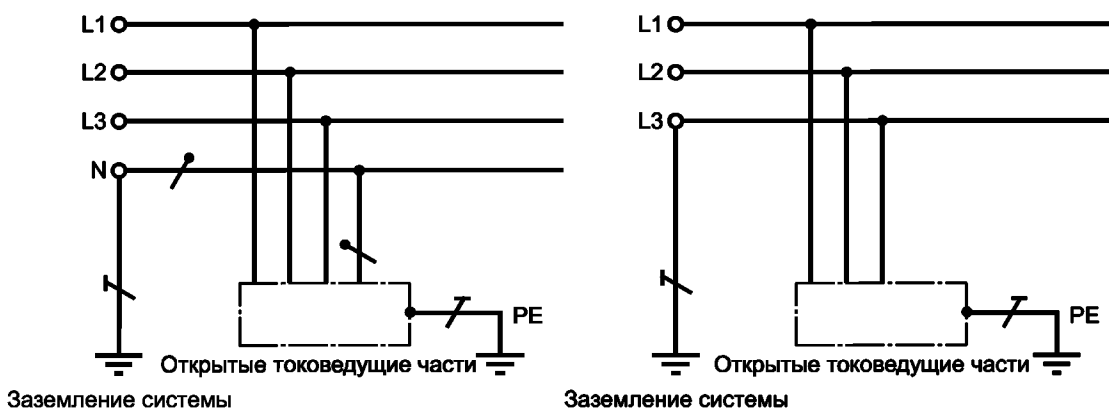 L1
L2
L3
N
PE
Открытые токоведущие части
Заземление системы
L1
L2
L3
PE
Открытые токоведущие части
Заземление системы